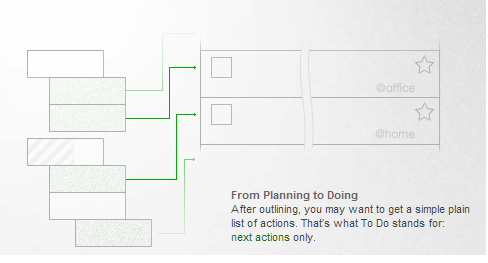 @office
@home
From Planning to Doing
After outlining, you may want to get a simple plain
list of actions. That's what To Do stands for:
next actions only.